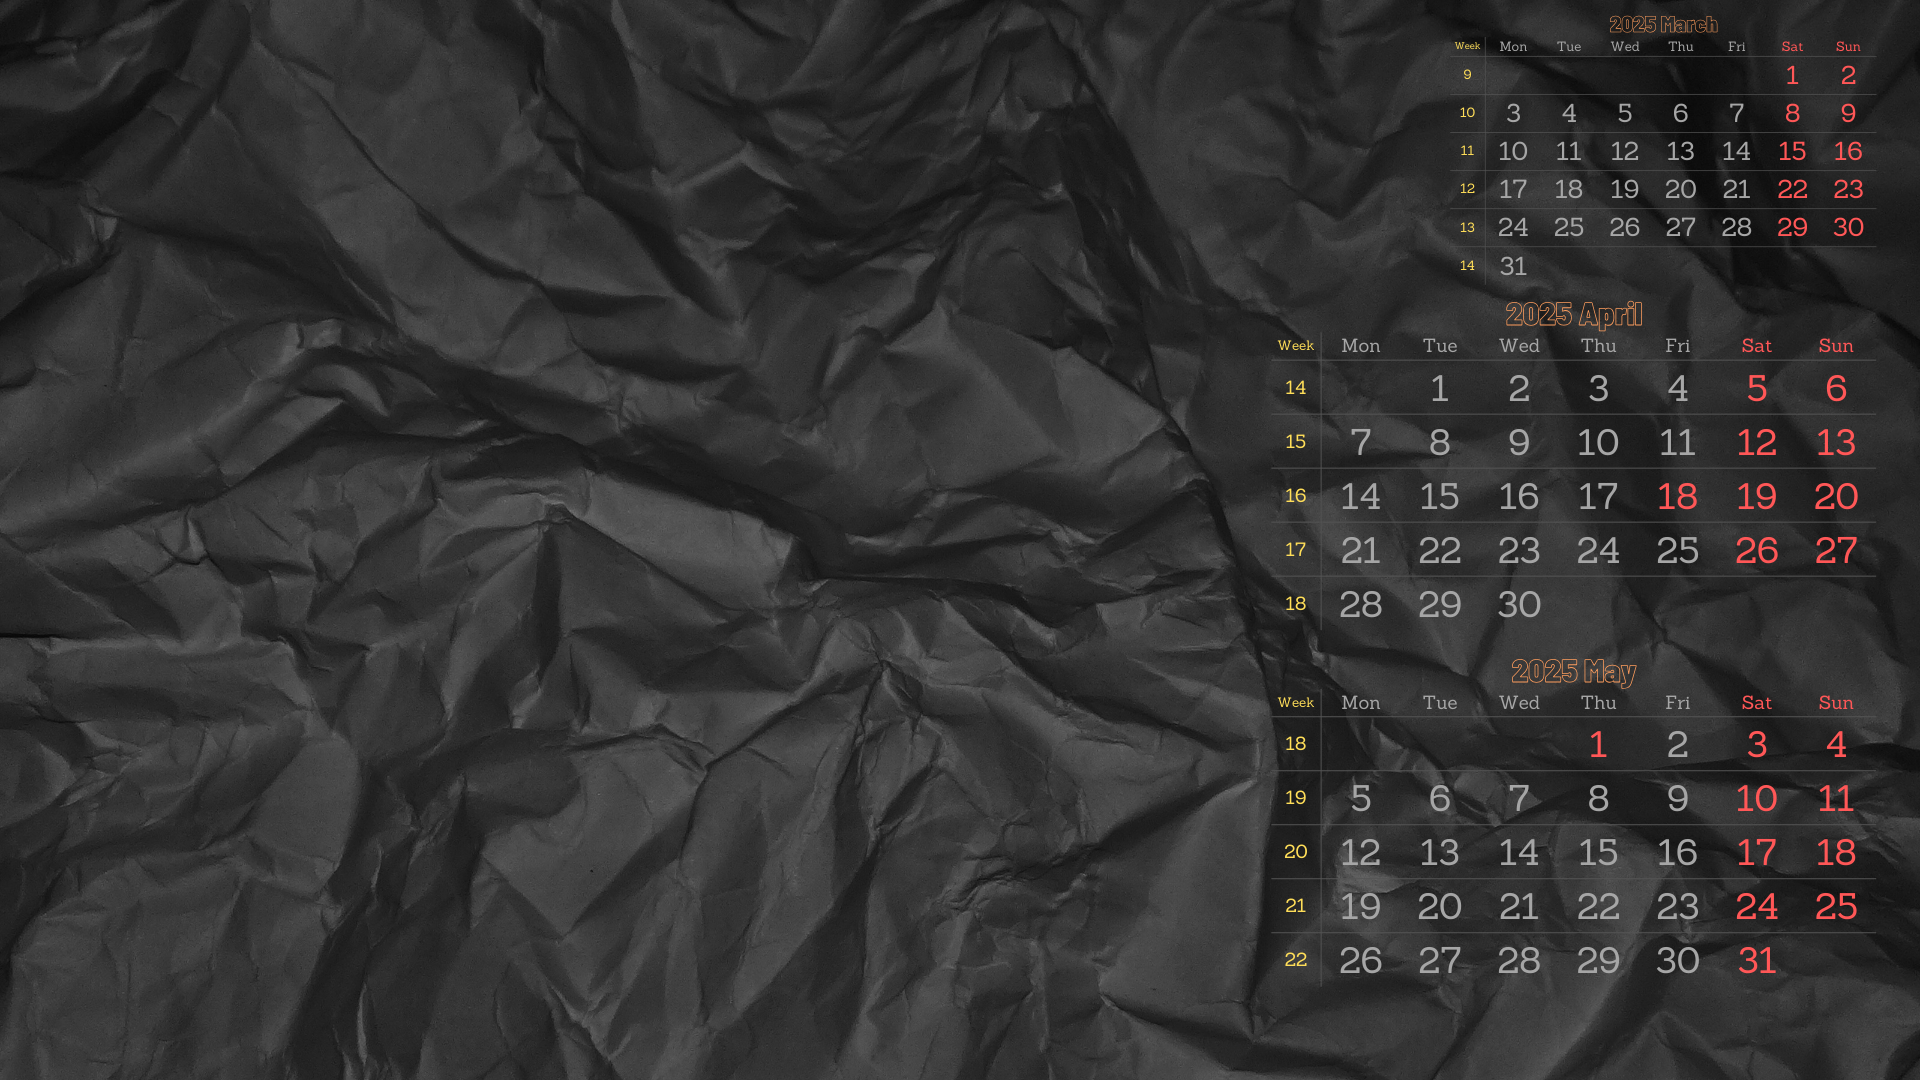 2025 March
Week Mon Tue Wed Thu Fri Sat Sun
9 1 2
10 3 4 5 6 7 8 9
11 10 11 12 13 14 15 16
12 17 18 19 20 21 22 23
13 24 25 26 27 28 29 30
14 31
2025 April
Week Mon Tue Wed Thu Fri Sat Sun
14 1 2 3 4 5 6
15 7 8 9 10 11 12 13
16 14 15 16 17 18 19 20
17 21 22 23 24 25 26 27
18 28 29 30
2025 May
Week Mon Tue Wed Thu Fri Sat Sun
18 1 2 3 4
19 5 6 7 8 9 10 11
20 12 13 14 15 16 17 18
21 19 20 21 22 23 24 25
22 26 27 28 29 30 31